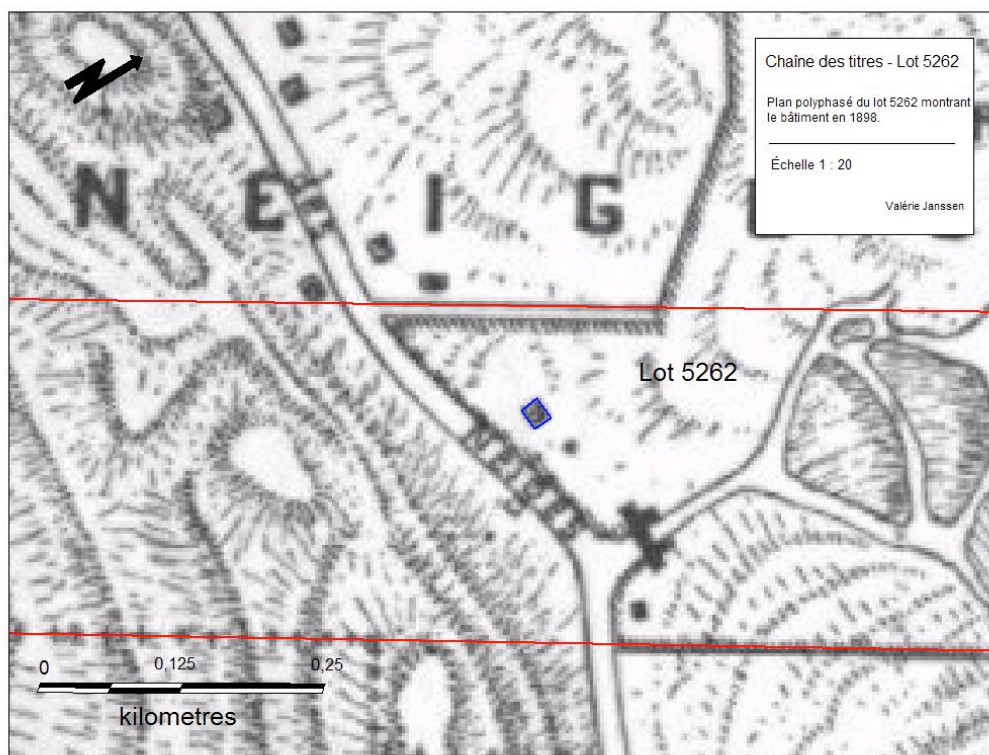 Chaîne des titres - Lot 5262
Plan polyphasé du lot 5262 montrant
le bâtiment en 1898.
Échelle 1 : 20
Valérie Janssen
N E I G
Lot 5262
0 0,125 0,25
kilometres